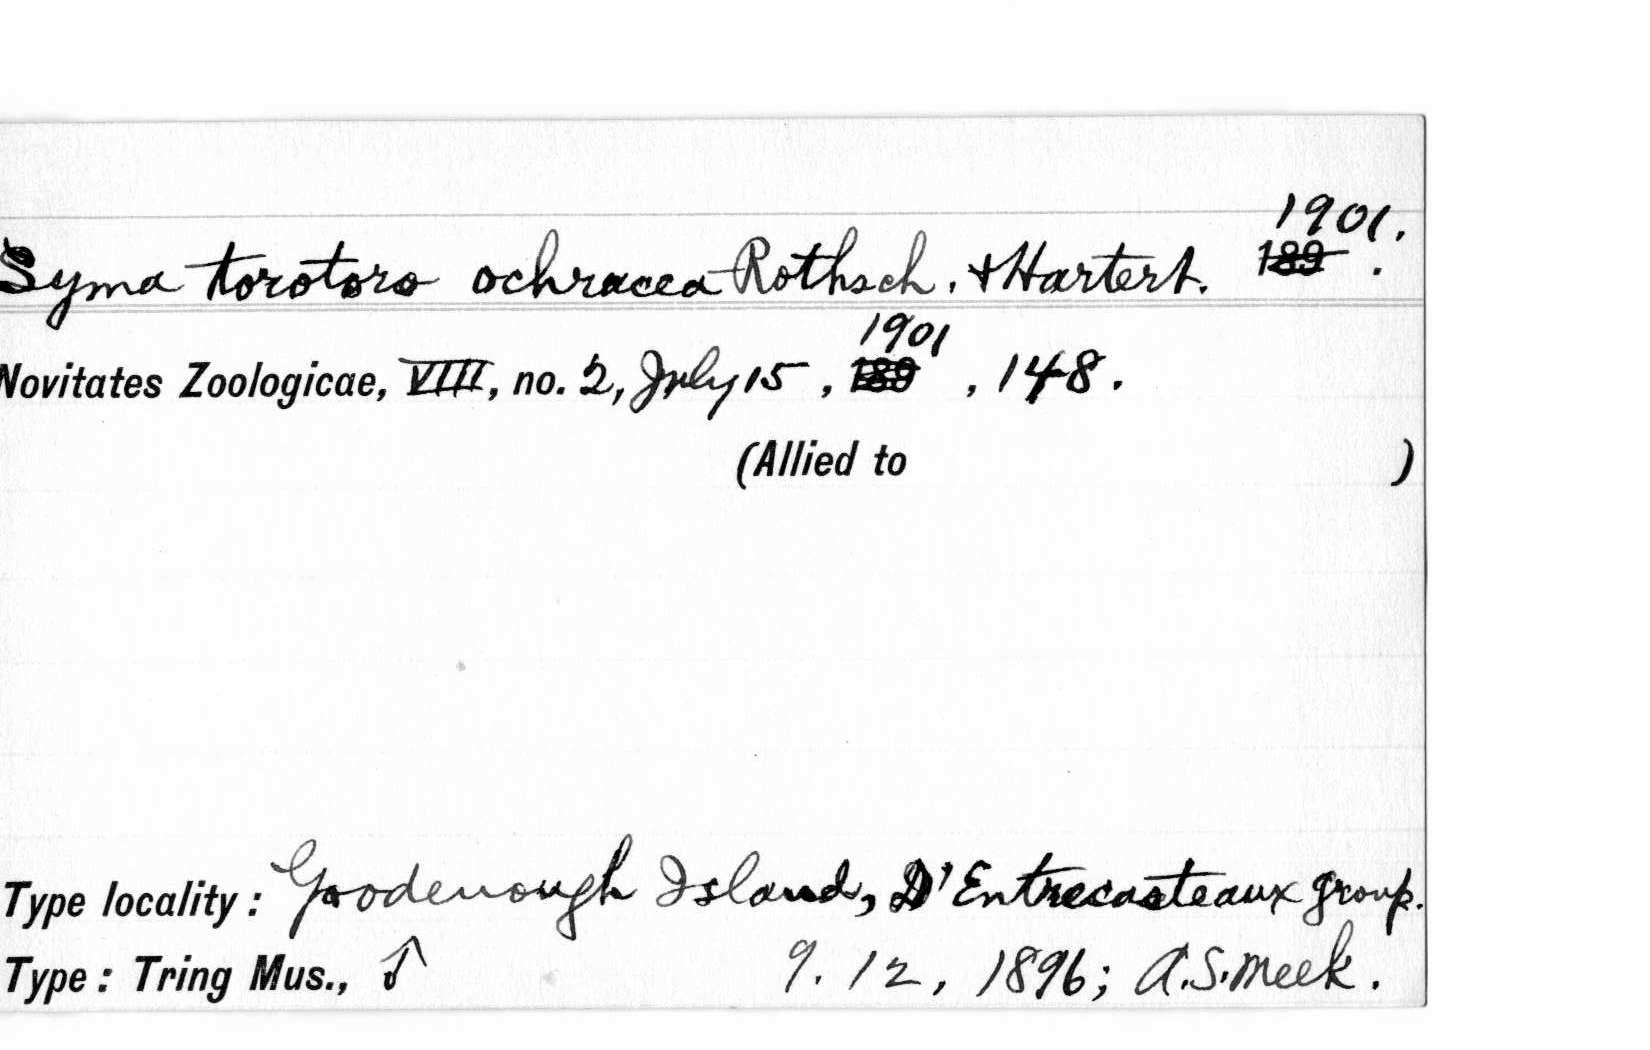 1901.
Syma torotoro ochracea Rothsch. & Hartert. 189 .
1901
Novitates Zoologicae, VIII, no. 2, July 15 , 189 , 148.
(Allied to )
Type locality : Goodenough Island, D'Entrecasteaux group.
Type : Tring Mus., ♂ 9. 12, 1896; A.S. Meek.